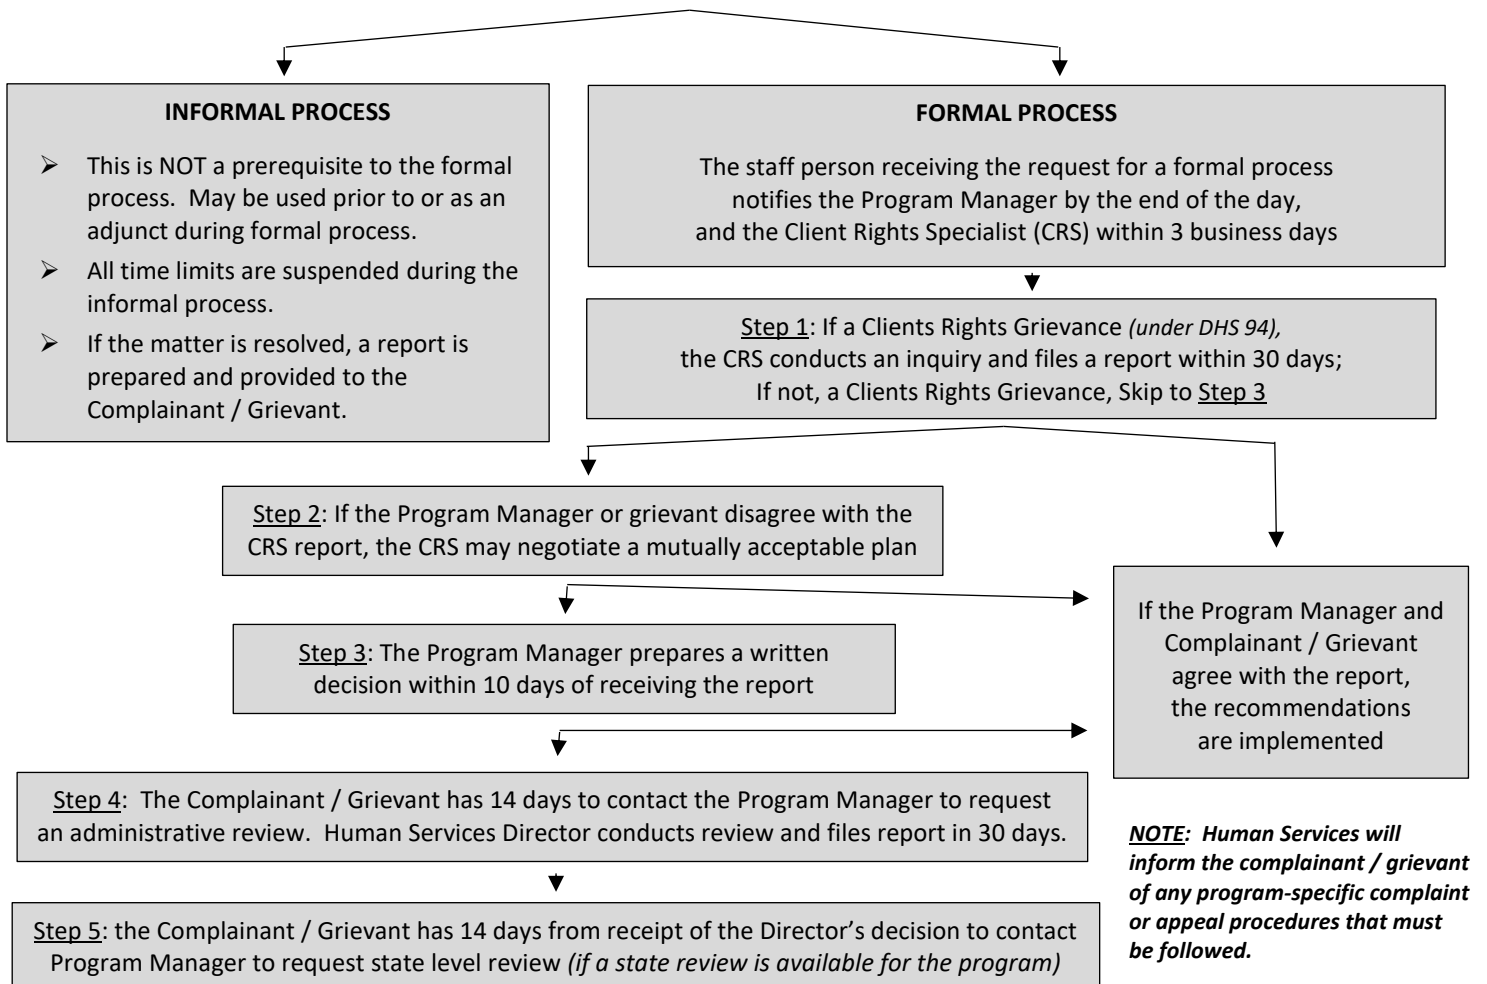 INFORMAL PROCESS
➢ This is NOT a prerequisite to the formal
process.  May be used prior to or as an
adjunct during formal process.
➢ All time limits are suspended during the
informal process.
➢ If the matter is resolved, a report is
prepared and provided to the
Complainant / Grievant.
FORMAL PROCESS
The staff person receiving the request for a formal process
notifies the Program Manager by the end of the day,
and the Client Rights Specialist (CRS) within 3 business days
Step 1: If a Clients Rights Grievance (under DHS 94),
the CRS conducts an inquiry and files a report within 30 days;
If not, a Clients Rights Grievance, Skip to Step 3
Step 2: If the Program Manager or grievant disagree with the
CRS report, the CRS may negotiate a mutually acceptable plan
Step 3: The Program Manager prepares a written
decision within 10 days of receiving the report
If the Program Manager and
Complainant / Grievant
agree with the report,
the recommendations
are implemented
Step 4:  The Complainant / Grievant has 14 days to contact the Program Manager to request
an administrative review.  Human Services Director conducts review and files report in 30 days.
Step 5: the Complainant / Grievant has 14 days from receipt of the Director’s decision to contact
Program Manager to request state level review (if a state review is available for the program)
NOTE:  Human Services will
inform the complainant / grievant
of any program-specific complaint
or appeal procedures that must
be followed.